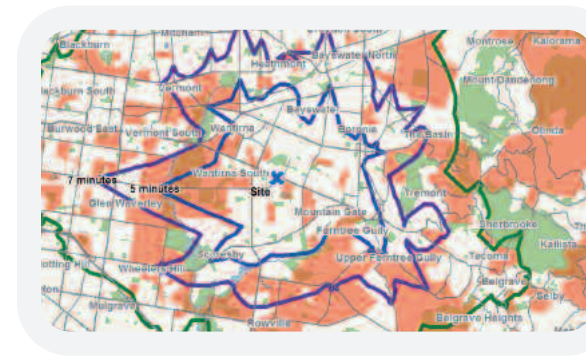 Mitcham
Blackburn
Montrose
Kalorama
Bayswater North
Heathmont
Mount Dandenong
Vermont
Blackburn South
Bayswater
Burwood East
Vermont South
Wantirna
Boronia
The Basin
Olinda
Wantirna South
7 minutes
5 minutes
Site
Tremont
Glen Waverley
Mountain Gate
Ferntree Gully
Sherbrooke
Kallista
Scoresby
Upper Ferntree Gully
Tecoma
Wheelers Hill
Belgrave
Selby
Mulgrave
Rowville
Belgrave Heights